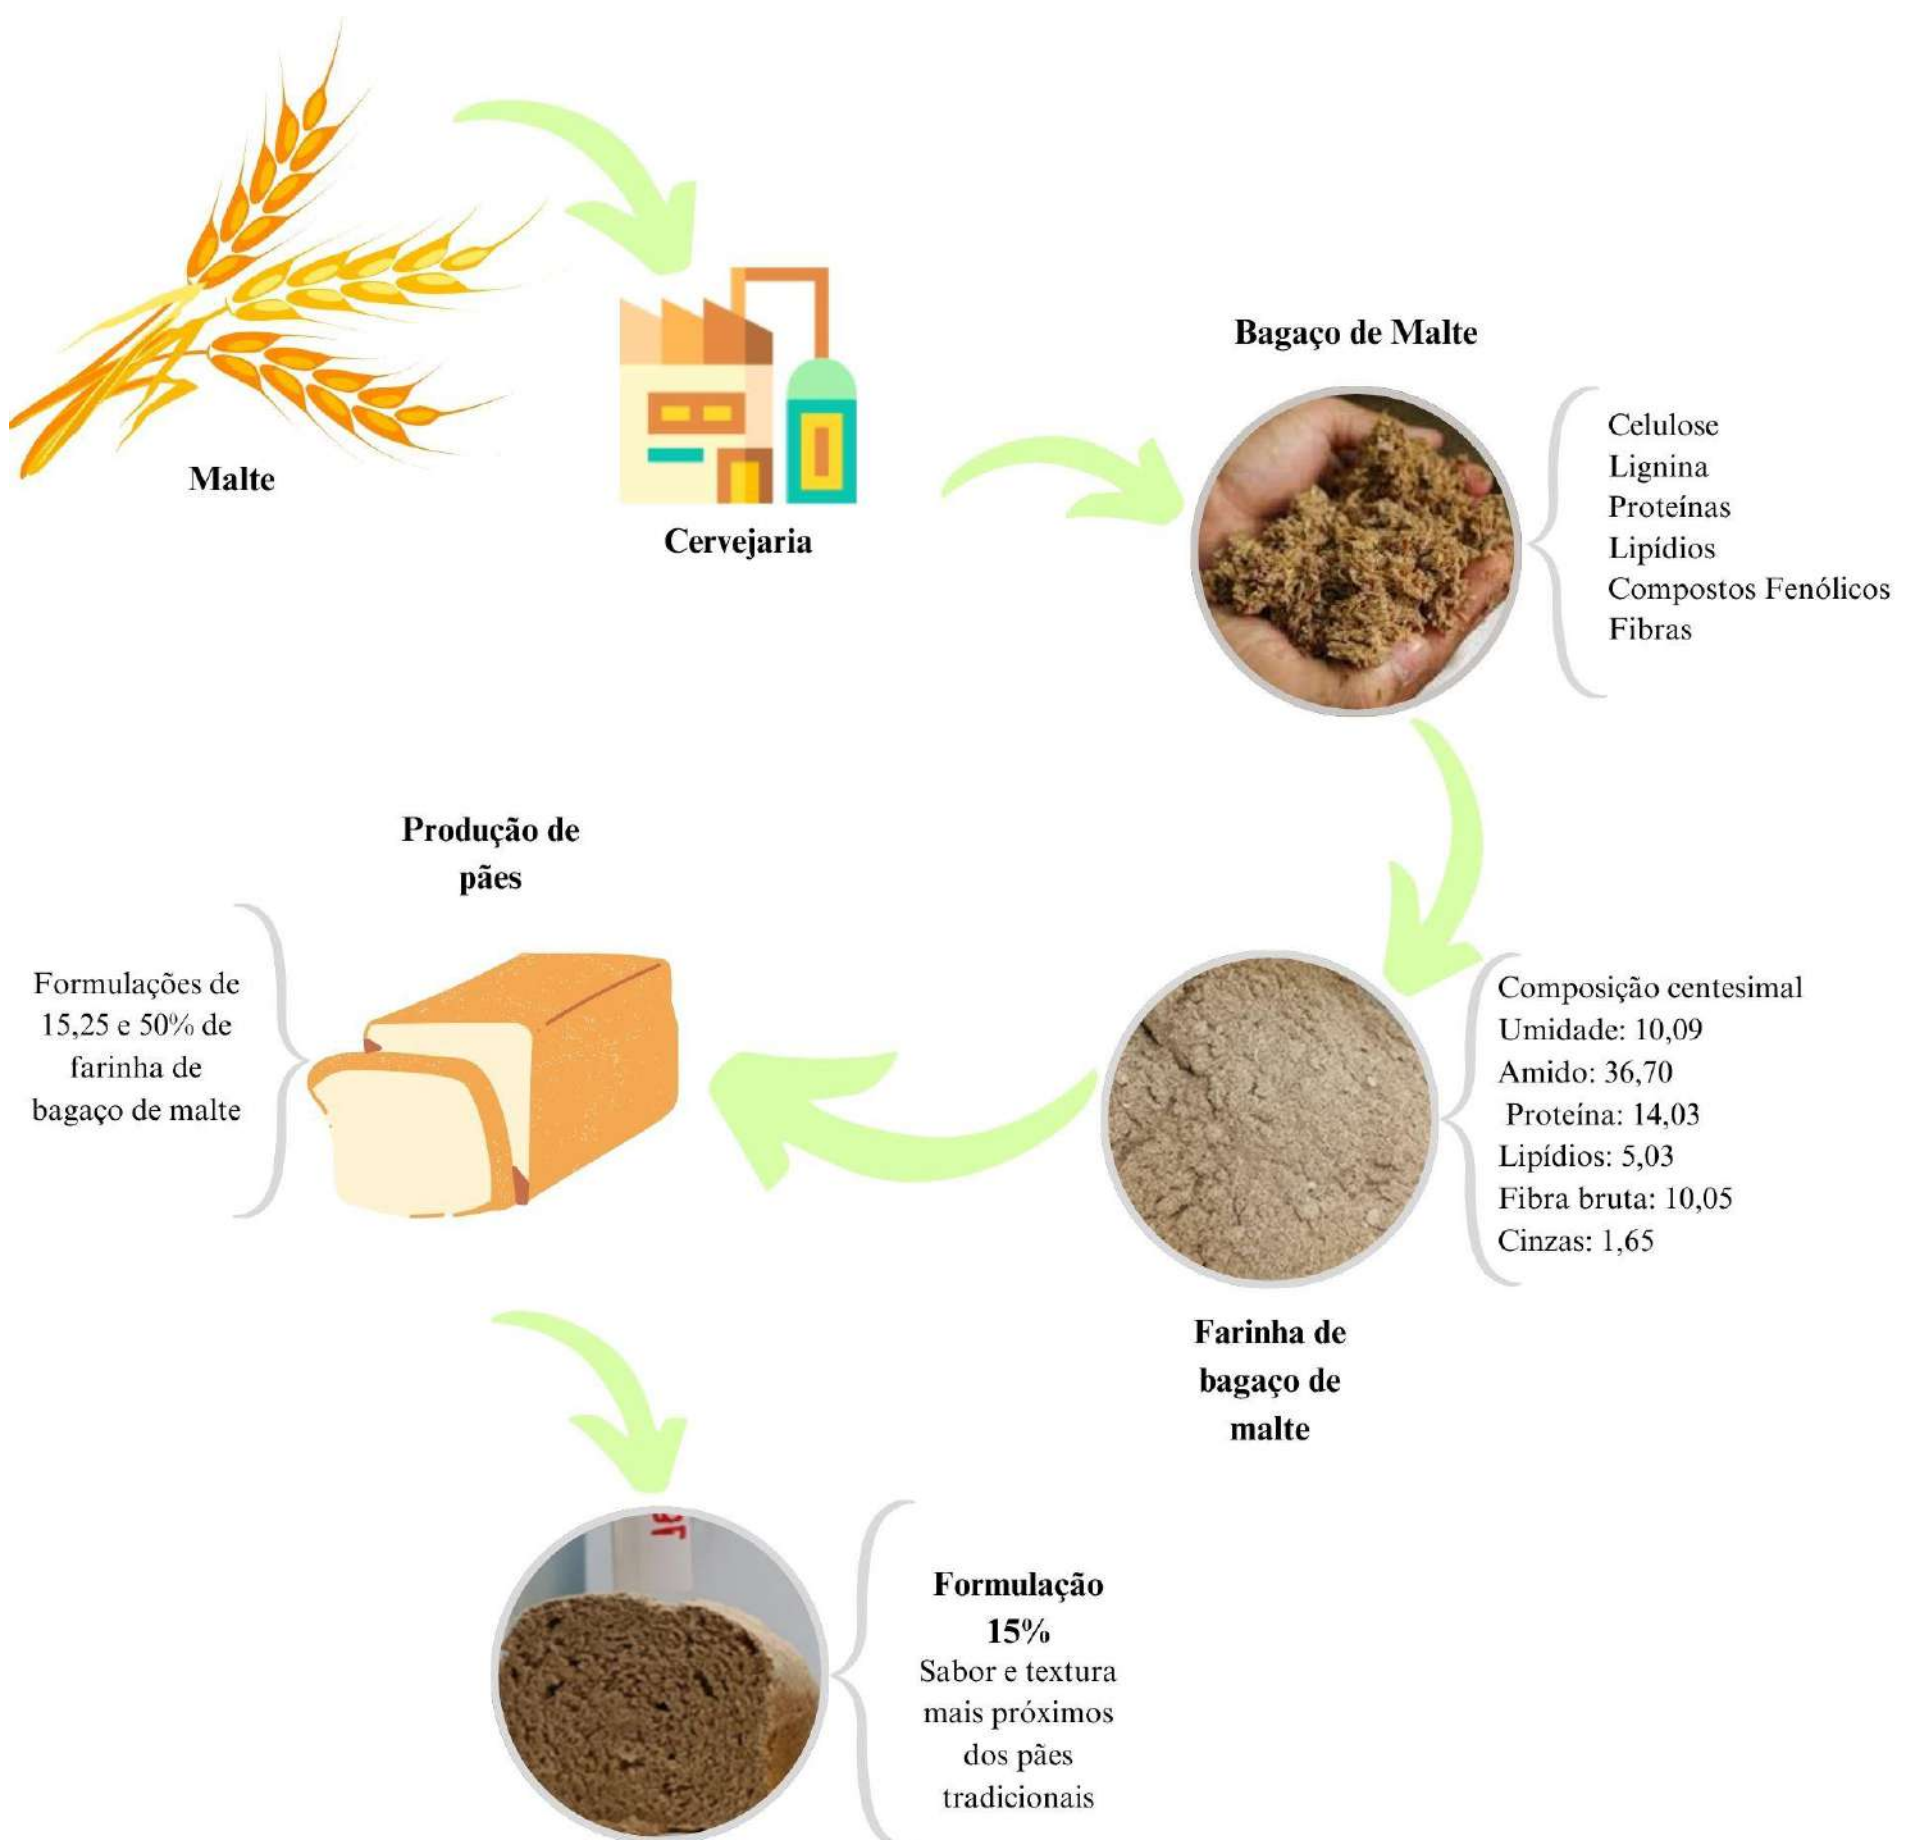 Malte
Cervejaria
Bagaço de Malte
Celulose
Lignina
Proteínas
Lipídios
Compostos Fenólicos
Fibras
Composição centesimal
Umidade: 10,09
Amido: 36,70
Proteína: 14,03
Lipídios: 5,03
Fibra bruta: 10,05
Cinzas: 1,65
Farinha de
bagaço de
malte
Produção de
pães
Formulações de
15,25 e 50% de
farinha de
bagaço de malte
Formulação
15%
Sabor e textura
mais próximos
dos pães
tradicionais